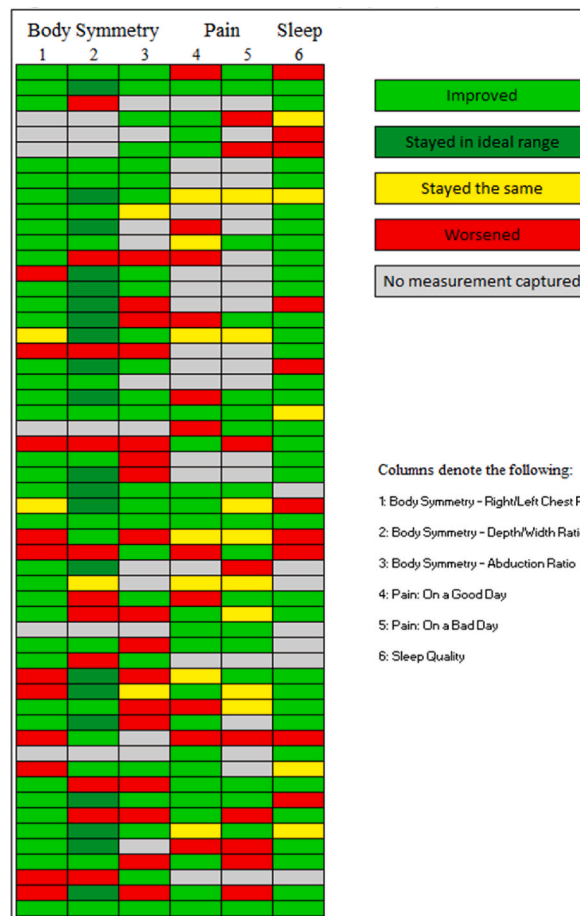 Body Symmetry Pain Sleep
1 2 3 4 5 6
Improved
Stayed in ideal range
Stayed the same
Worsened
No measurement captured
Columns denote the following:
1: Body Symmetry - Right/Left Chest
2: Body Symmetry - Depth/Width
3: Body Symmetry - Abduction Ratio
4: Pain: On a Good Day
5: Pain: On a Bad Day
6: Sleep Quality